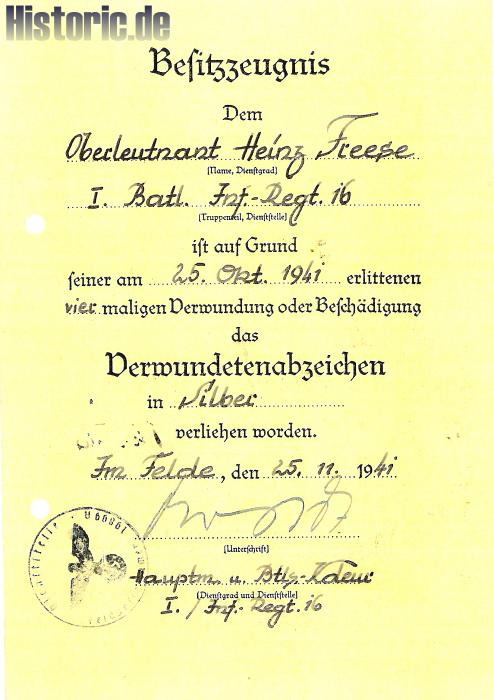 Historic.de
Besitzzeugnis
Dem
Oberleutnant Heinz Freese
(Name, Dienstgrad)
I. Batl. Inf.-Regt. 16
(Truppenteil, Dienststelle)
ist auf Grund
seiner am 25. Okt. 1941 erlittenen
vier maligen Verwundung oder Beschädigung
das
Verwundetenabzeichen
in Silber
verliehen worden.
Im Felde, den 25. 11. 1941
(Unterschrift)
Hauptm. u. Btls-Kdeur
(Dienstgrad und Dienststelle)
I. / Inf.-Regt. 16